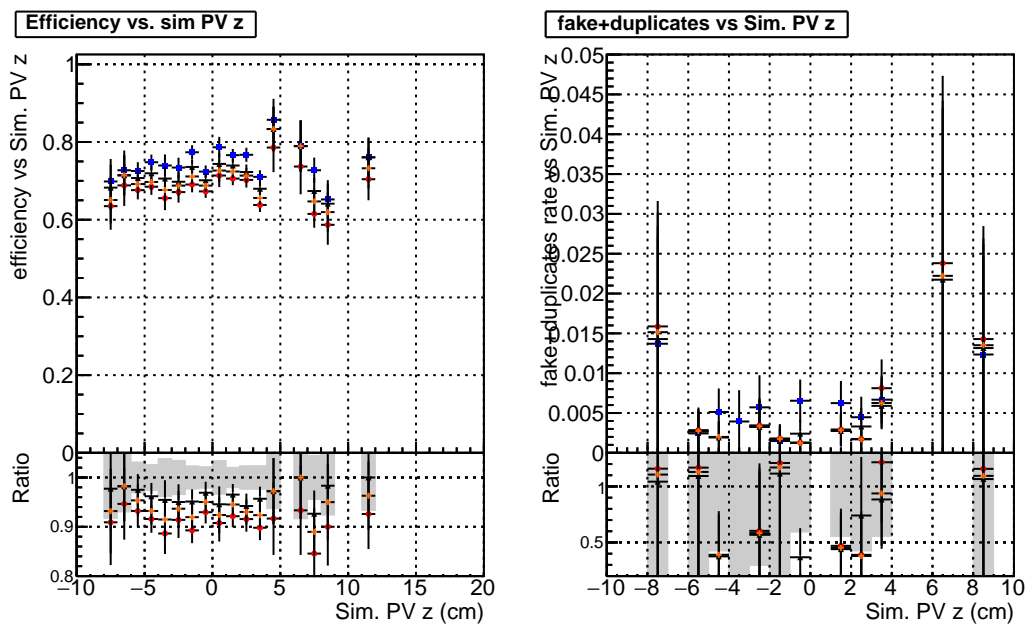 Efficiency vs. sim PV z
efficiency vs Sim. PV z
1
0.8
0.6
0.4
0.2
0
Ratio
1
0.9
0.8
−10 −5 0 5 10 15 20
Sim. PV z (cm)
fake+duplicates vs Sim. PV z
fake+duplicates rate vs Sim. PV z
0.05
0.045
0.04
0.035
0.03
0.025
0.02
0.015
0.01
0.005
0
Ratio
1
0.5
−10 −8 −6 −4 −2 0 2 4 6 8 10
Sim. PV z (cm)